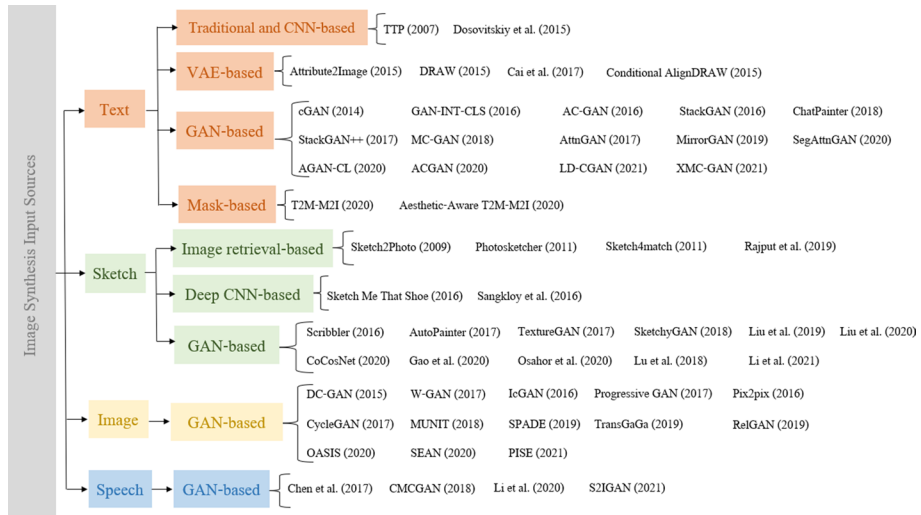 Image Synthesis Input Sources
Text
Traditional and CNN-based
TTP (2007) Dosovitskiy et al. (2015)
VAE-based
Attribute2Image (2015) DRAW (2015) Cai et al. (2017) Conditional AlignDRAW (2015)
GAN-based
cGAN (2014) GAN-INT-CLS (2016) AC-GAN (2016) StackGAN (2016) ChatPainter (2018)
StackGAN++ (2017) MC-GAN (2018) AttnGAN (2017) MirrorGAN (2019) SegAttnGAN (2020)
AGAN-CL (2020) ACGAN (2020) LD-CGAN (2021) XMC-GAN (2021)
Mask-based
T2M-M2I (2020) Aesthetic-Aware T2M-M2I (2020)
Sketch
Image retrieval-based
Sketch2Photo (2009) Photosketcher (2011) Sketch4match (2011) Rajput et al. (2019)
Deep CNN-based
Sketch Me That Shoe (2016) Sangkloy et al. (2016)
GAN-based
Scribbler (2016) AutoPainter (2017) TextureGAN (2017) SketchyGAN (2018) Liu et al. (2019) Liu et al. (2020)
CoCosNet (2020) Gao et al. (2020) Osahor et al. (2020) Lu et al. (2018) Li et al. (2021)
Image
GAN-based
DC-GAN (2015) W-GAN (2017) IcGAN (2016) Progressive GAN (2017) Pix2pix (2016)
CycleGAN (2017) MUNIT (2018) SPADE (2019) TransGaGa (2019) RelGAN (2019)
OASIS (2020) SEAN (2020) PISE (2021)
Speech
GAN-based
Chen et al. (2017) CMCGAN (2018) Li et al. (2020) S2IGAN (2021)